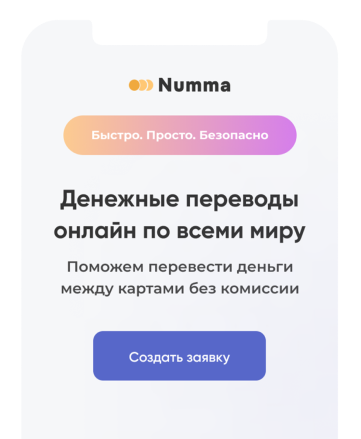 Numma
Быстро. Просто. Безопасно
Денежные переводы
онлайн по всеми миру
Поможем перевести деньги
между картами без комиссии
Создать заявку